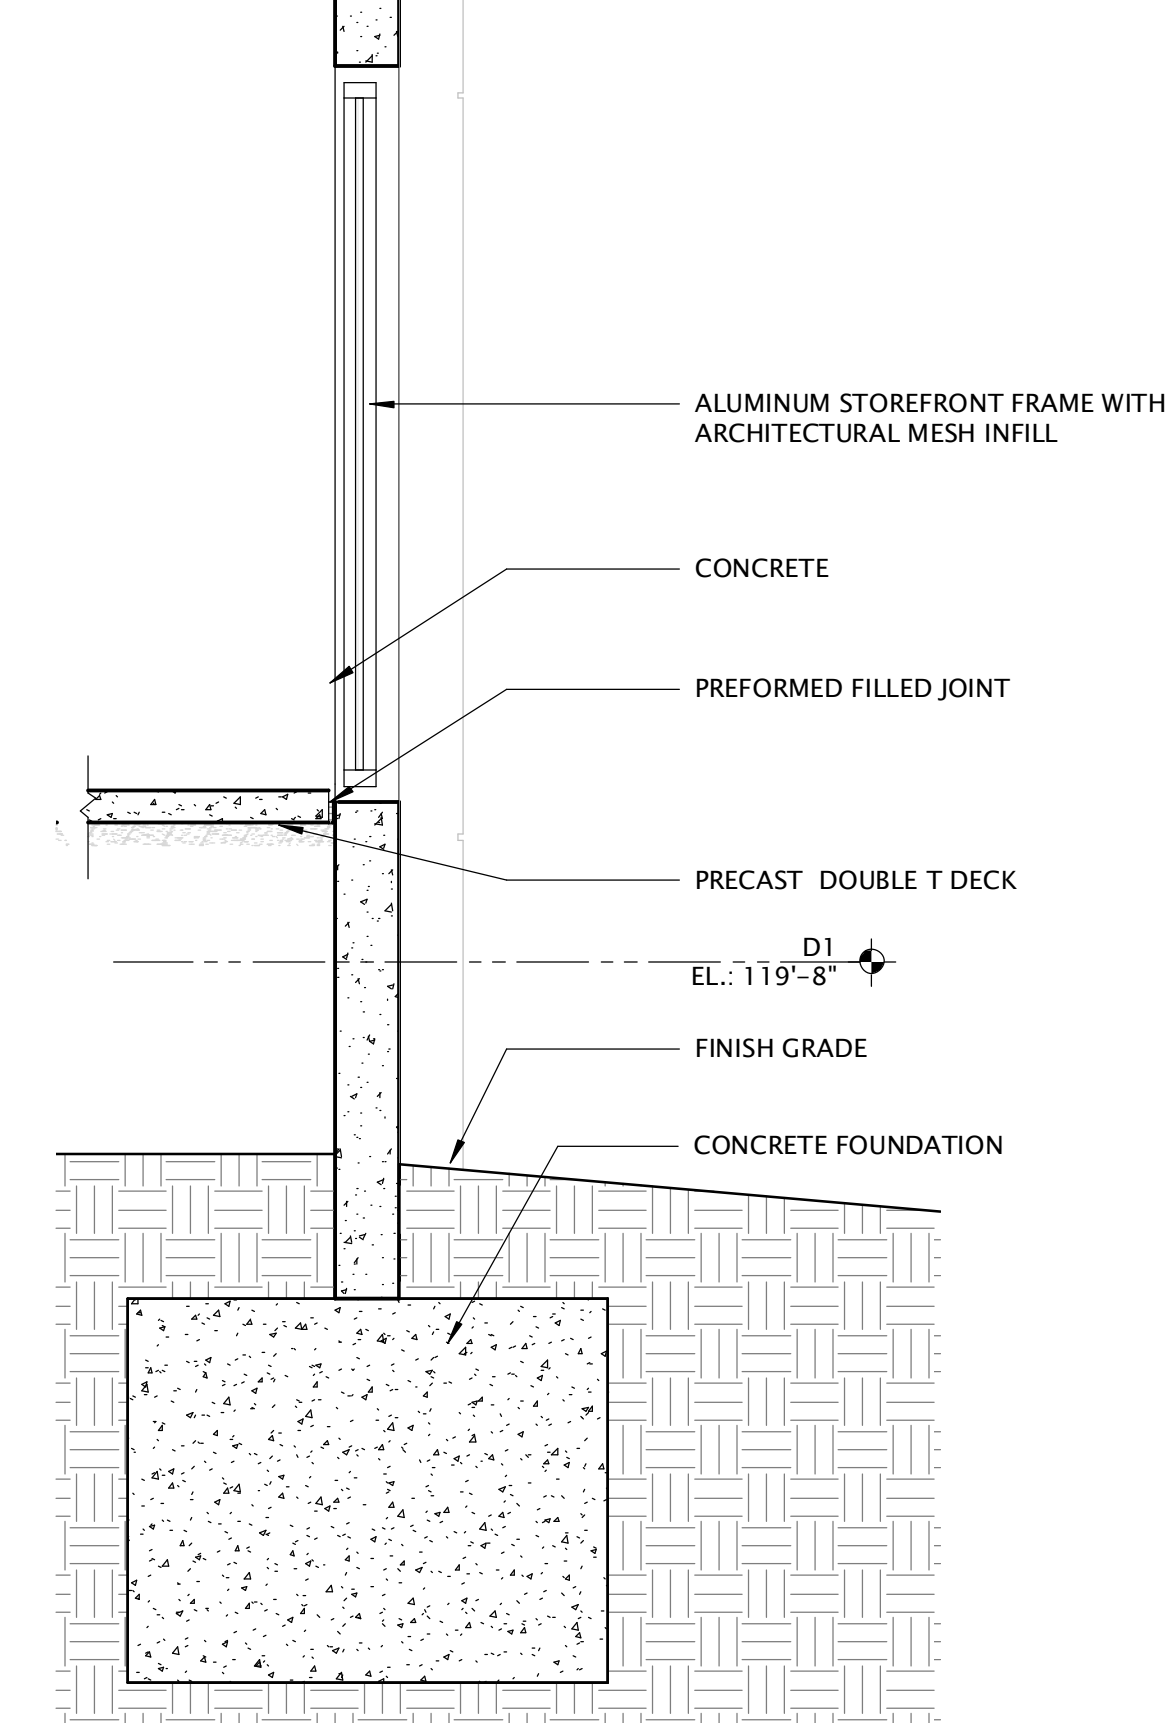 ALUMINUM STOREFRONT FRAME WITH
ARCHITECTURAL MESH INFILL
CONCRETE
PREFORMED FILLED JOINT
PRECAST DOUBLE T DECK
D1
EL.: 119'-8"
FINISH GRADE
CONCRETE FOUNDATION